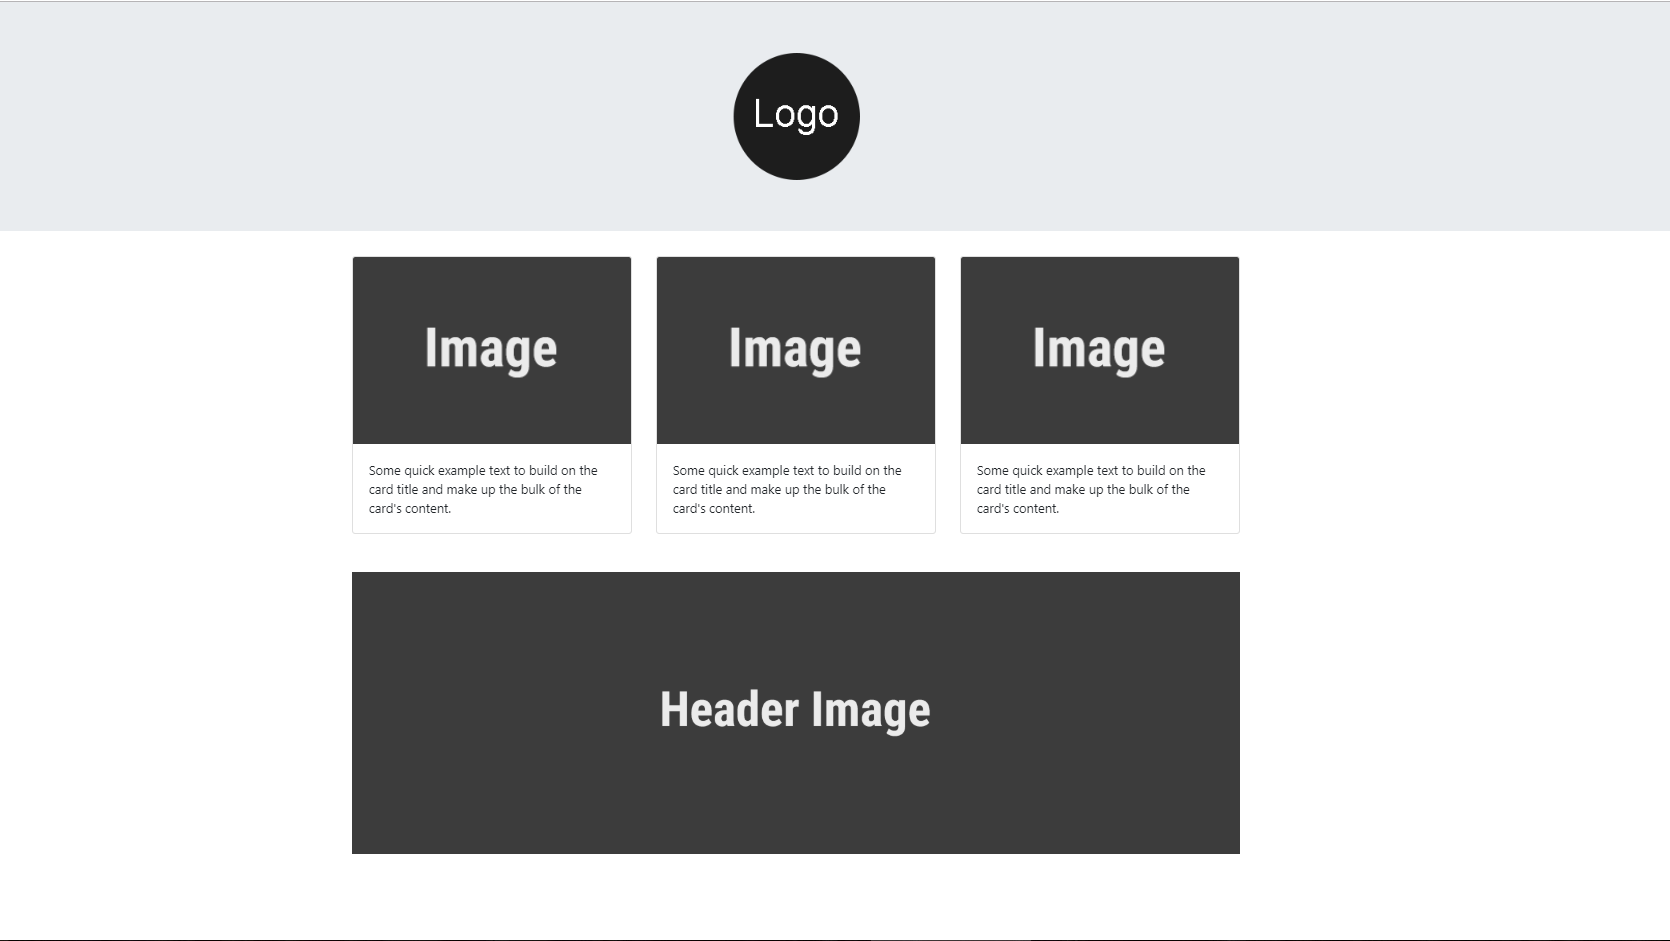 Logo
Image
Some quick example text to build on the
card title and make up the bulk of the
card's content.
Image
Some quick example text to build on the
card title and make up the bulk of the
card's content.
Image
Some quick example text to build on the
card title and make up the bulk of the
card's content.
Header Image